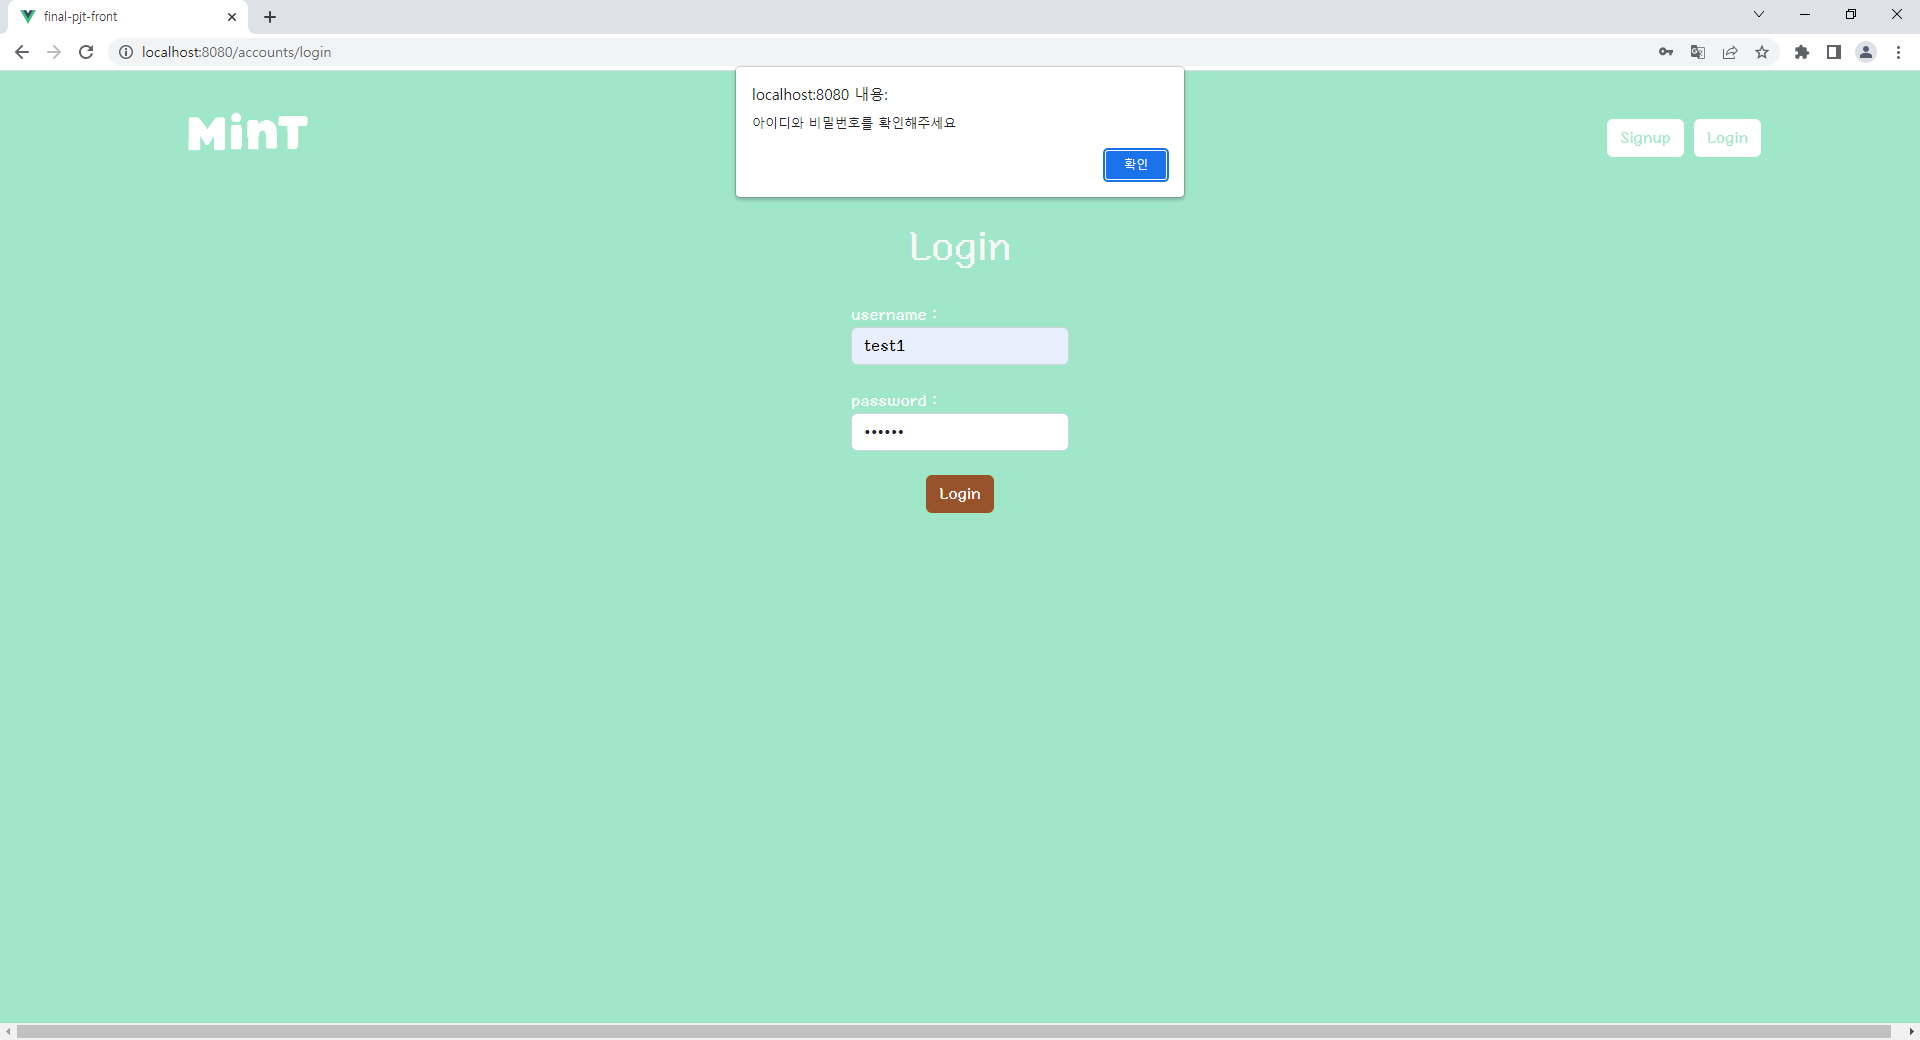 final-pjt-front
localhost:8080/accounts/login
localhost:8080 내용:
아이디와 비밀번호를 확인해주세요
확인
MinT
Signup
Login
Login
username :
test1
password :
••••••
Login